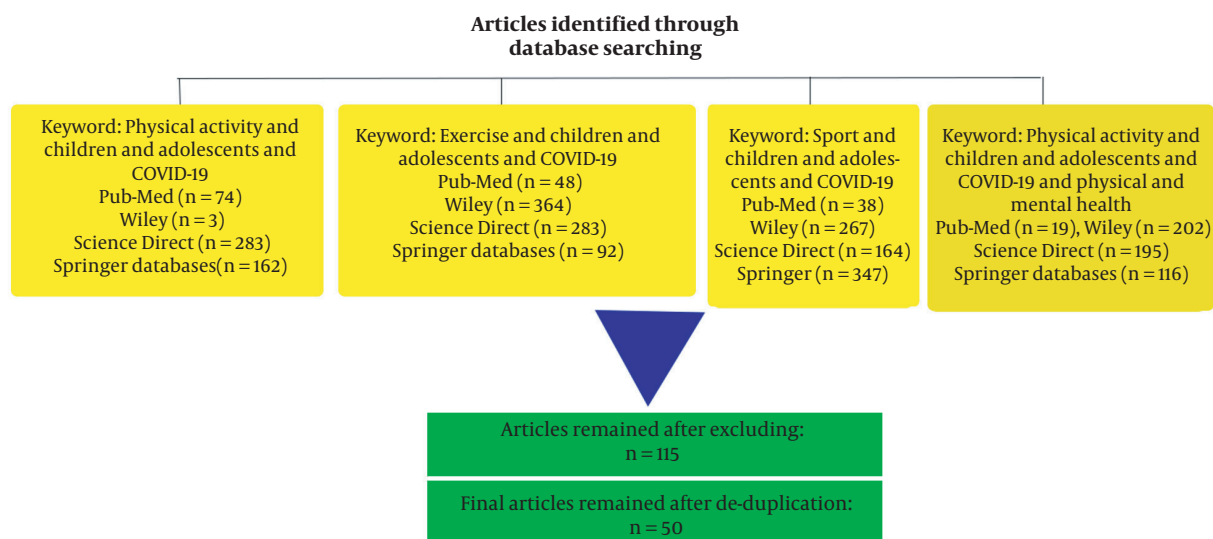 Articles identified through
database searching
Keyword: Physical activity and
children and adolescents and
COVID-19
Pub-Med (n = 74)
Wiley (n = 3)
Science Direct (n = 283)
Springer databases(n = 162)
Keyword: Exercise and children and
adolescents and COVID-19
Pub-Med (n = 48)
Wiley (n = 364)
Science Direct (n = 283)
Springer databases (n = 92)
Keyword: Sport and
children and adoles-
cents and COVID-19
Pub-Med (n = 38)
Wiley (n = 267)
Science Direct (n = 164)
Springer (n = 347)
Keyword: Physical activity and
children and adolescents and
COVID-19 and physical and
mental health
Pub-Med (n = 19), Wiley (n = 202)
Science Direct (n = 195)
Springer databases (n = 116)
Articles remained after excluding:
n = 115
Final articles remained after de-duplication:
n = 50